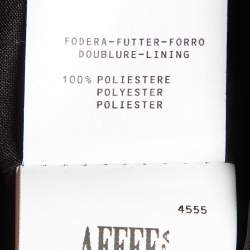 FODERA-FUTTER-FORRO
DOUBLURE-LINING
100% POLIESTERE
POLYESTER
POLIESTER
4555